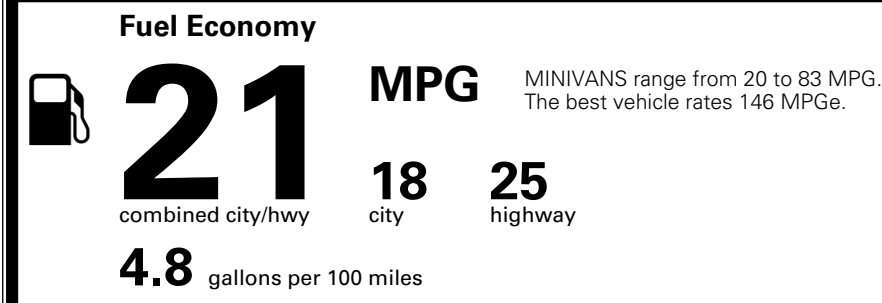 Fuel Economy
21 MPG
MINIVANS range from 20 to 83 MPG.
The best vehicle rates 146 MPGe.
18 25
combined city/hwy city highway
4.8 gallons per 100 miles